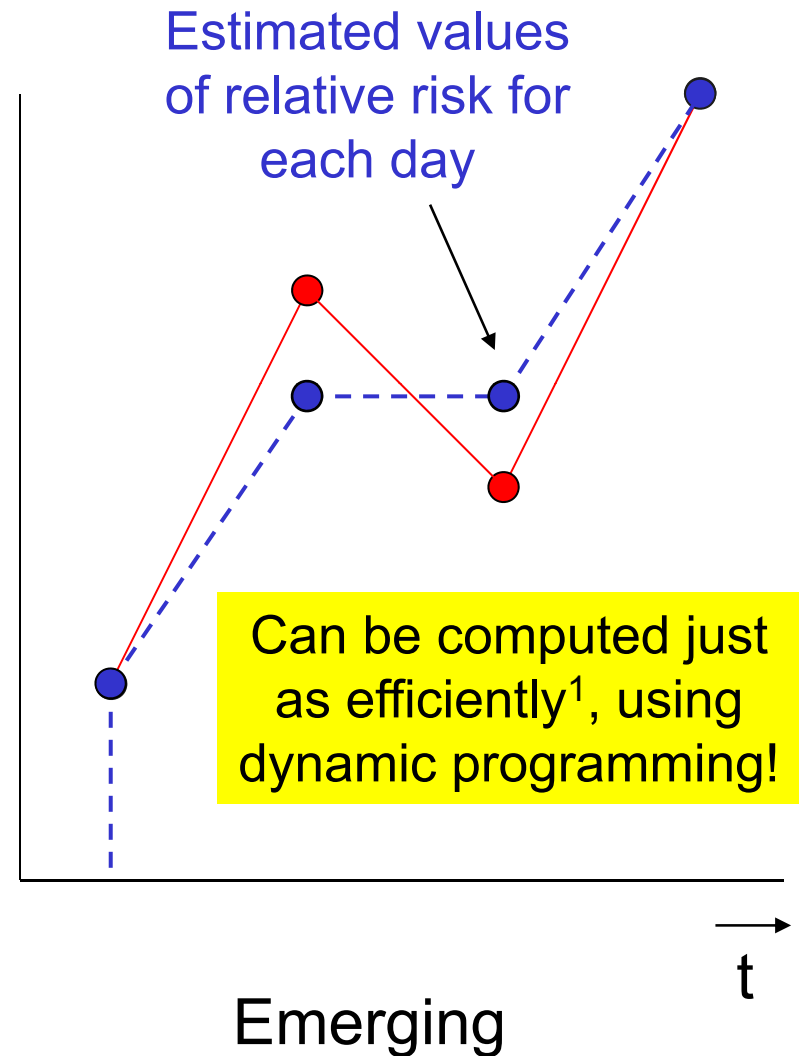 Estimated values
of relative risk for
each day
Can be computed just
as efficiently¹, using
dynamic programming!
t
Emerging